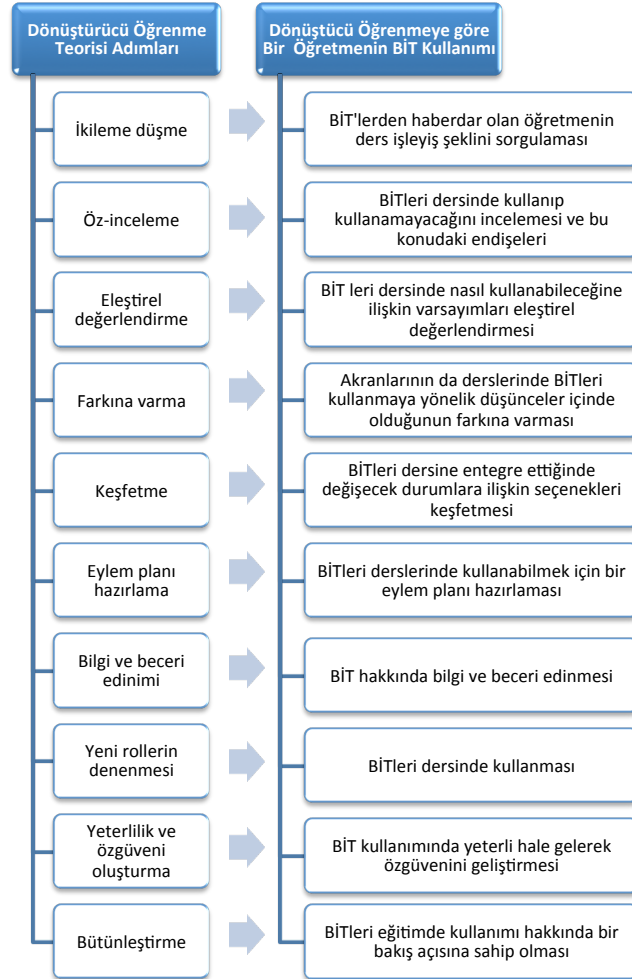 Dönüştürücü Öğrenme
Teorisi Adımları
Dönüştücü Öğrenmeye göre
Bir Öğretmenin BİT Kullanımı
İkileme düşme
BİT'lerden haberdar olan öğretmenin
ders işleyiş şeklini sorgulaması
Öz-inceleme
BİTleri dersinde kullanıp
kullanamayacağını incelemesi ve bu
konudaki endişeleri
Eleştirel
değerlendirme
BİT leri dersinde nasıl kullanabileceğine
ilişkin varsayımları eleştirel
değerlendirmesi
Farkına varma
Akranlarının da derslerinde BİTleri
kullanmaya yönelik düşünceler içinde
olduğunun farkına varması
Keşfetme
BİTleri dersine entegre ettiğinde
değişecek durumlara ilişkin seçenekleri
keşfetmesi
Eylem planı
hazırlama
BİTleri derslerinde kullanabilmek için bir
eylem planı hazırlaması
Bilgi ve beceri
edinimi
BİT hakkında bilgi ve beceri edinmesi
Yeni rollerin
denenmesi
BİTleri dersinde kullanması
Yeterlilik ve
özgüveni
oluşturma
BİT kullanımında yeterli hale gelerek
özgüvenini geliştirmesi
Bütünleştirme
BİTleri eğitimde kullanımı hakkında bir
bakış açısına sahip olması